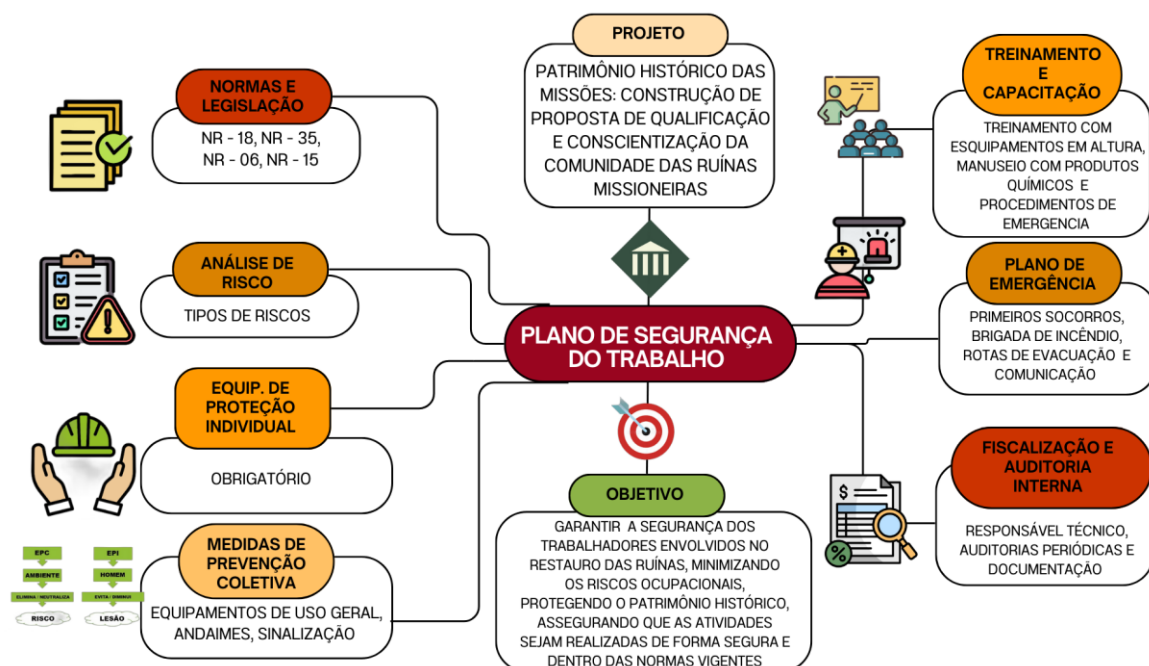 PROJETO
PATRIMÔNIO HISTÓRICO DAS
MISSÕES: CONSTRUÇÃO DE
PROPOSTA DE QUALIFICAÇÃO
E CONSCIENTIZAÇÃO DA
COMUNIDADE DAS RUÍNAS
MISSIONEIRAS
NORMAS E
LEGISLAÇÃO
NR - 18, NR - 35,
NR - 06, NR - 15
ANÁLISE DE
RISCO
TIPOS DE RISCOS
EQUIP. DE
PROTEÇÃO
INDIVIDUAL
OBRIGATÓRIO
EPC
AMBIENTE
ELIMINA / NEUTRALIZA
RISCO
EPI
HOMEM
EVITA / DIMINUI
LESÃO
MEDIDAS DE
PREVENÇÃO
COLETIVA
EQUIPAMENTOS DE USO GERAL,
ANDAIMES, SINALIZAÇÃO
PLANO DE SEGURANÇA
DO TRABALHO
OBJETIVO
GARANTIR A SEGURANÇA DOS
TRABALHADORES ENVOLVIDOS NO
RESTAURO DAS RUÍNAS, MINIMIZANDO
OS RISCOS OCUPACIONAIS,
PROTEGENDO O PATRIMÔNIO HISTÓRICO,
ASSEGURANDO QUE AS ATIVIDADES
SEJAM REALIZADAS DE FORMA SEGURA E
DENTRO DAS NORMAS VIGENTES
TREINAMENTO
E
CAPACITAÇÃO
TREINAMENTO COM
ESQUIPAMENTOS EM ALTURA,
MANUSEIO COM PRODUTOS
QUÍMICOS E
PROCEDIMENTOS DE
EMERGENCIA
PLANO DE
EMERGÊNCIA
PRIMEIROS SOCORROS,
BRIGADA DE INCÊNDIO,
ROTAS DE EVACUAÇÃO E
COMUNICAÇÃO
$
%
FISCALIZAÇÃO E
AUDITORIA
INTERNA
RESPONSÁVEL TÉCNICO,
AUDITORIAS PERIÓDICAS E
DOCUMENTAÇÃO